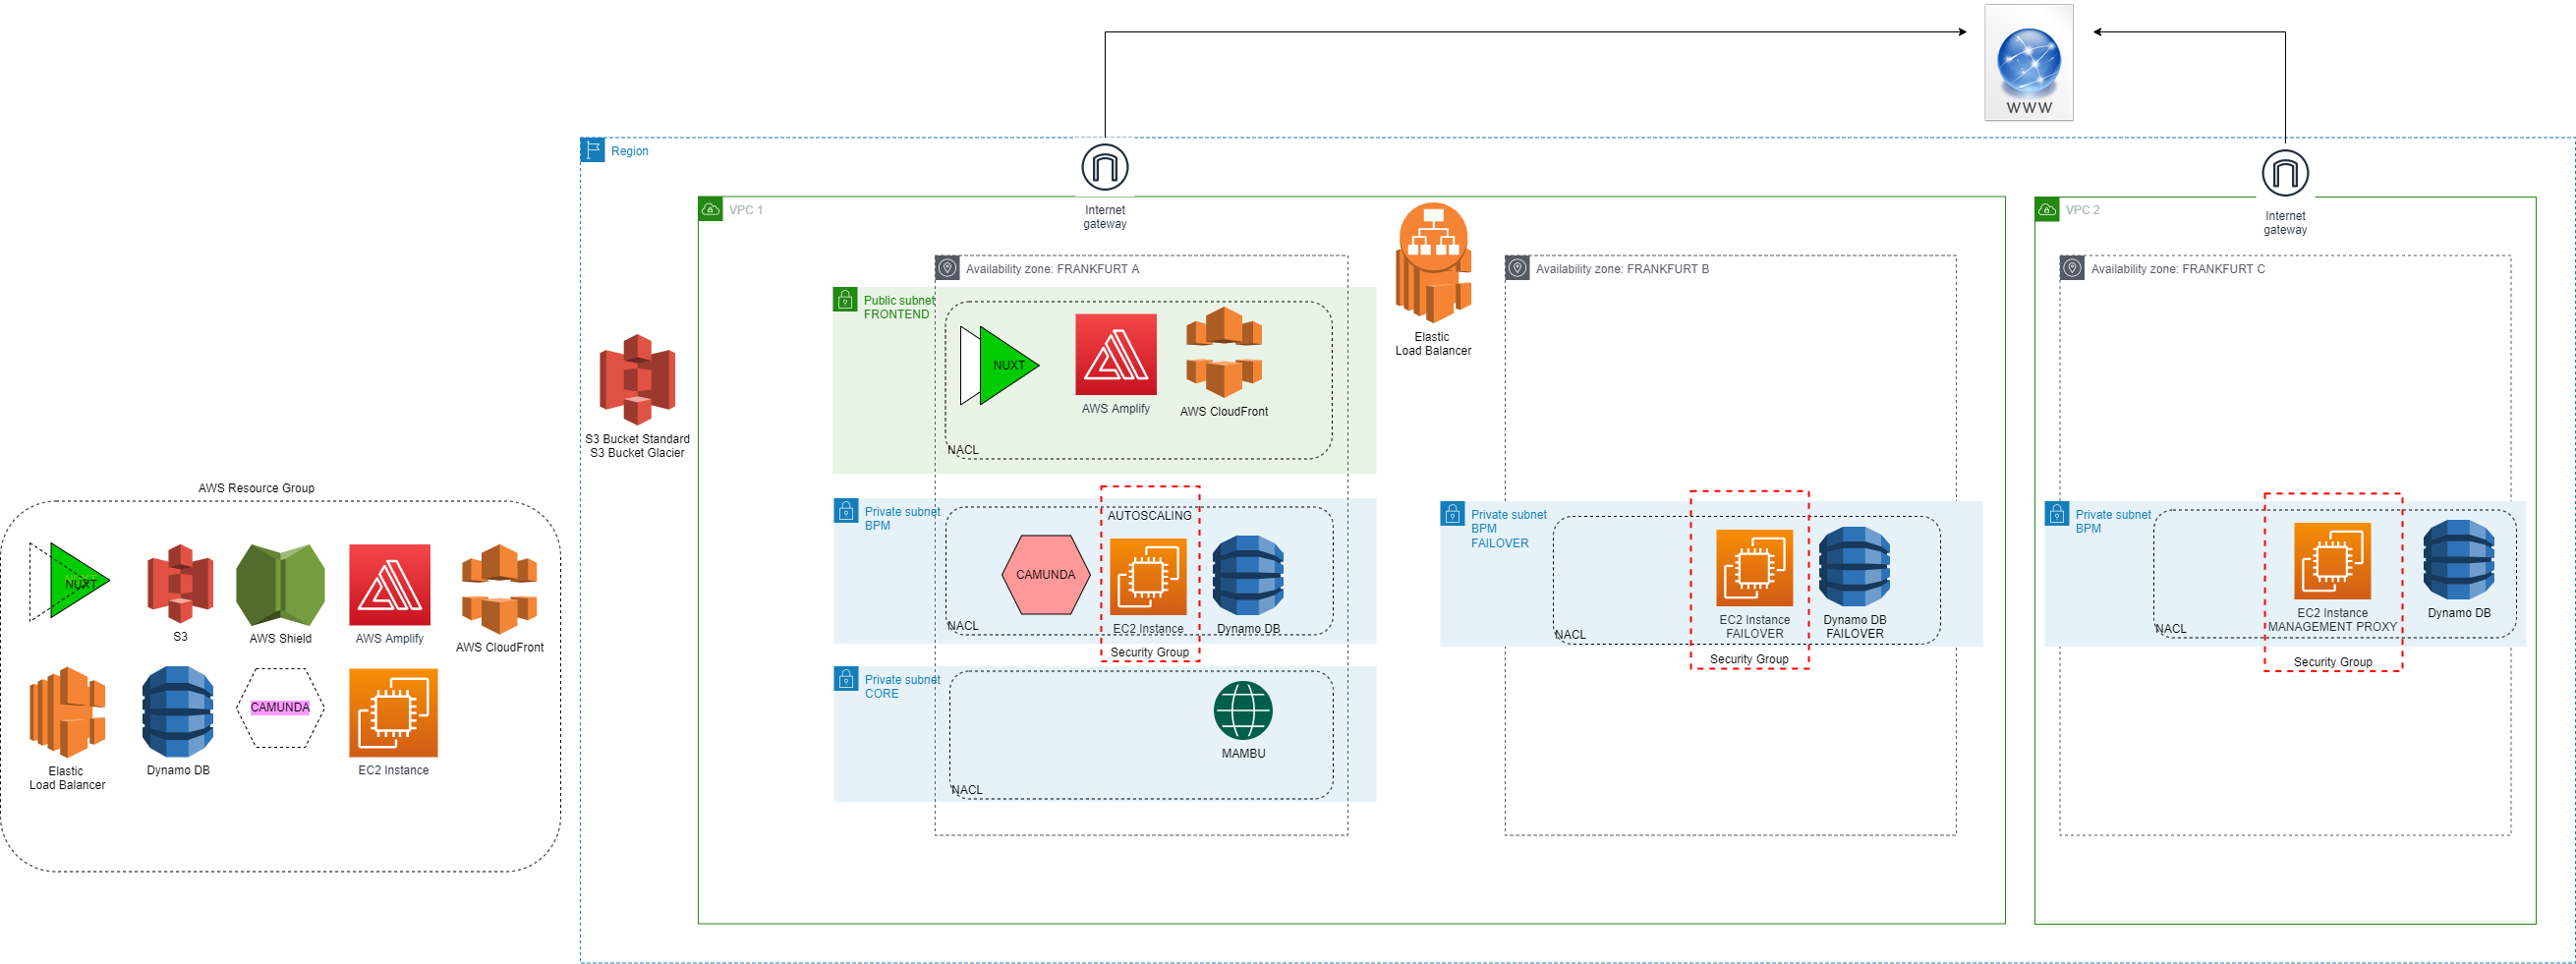 WWW
Region
Internet
gateway
VPC 1
Internet
gateway
VPC 2
Availability zone: FRANKFURT A
Availability zone: FRANKFURT B
Availability zone: FRANKFURT C
Public subnet
FRONTEND
NUXT
AWS Amplify
AWS CloudFront
NACL
Elastic
Load Balancer
S3 Bucket Standard
S3 Bucket Glacier
AWS Resource Group
NUXT
S3
AWS Shield
AWS Amplify
AWS CloudFront
Elastic
Load Balancer
Dynamo DB
CAMUNDA
EC2 Instance
Private subnet
BPM
AUTOSCALING
CAMUNDA
EC2 Instance
Dynamo DB
NACL
Security Group
Private subnet
CORE
MAMBU
NACL
Private subnet
BPM
FAILOVER
EC2 Instance
FAILOVER
Dynamo DB
FAILOVER
NACL
Security Group
Private subnet
BPM
EC2 Instance
MANAGEMENT PROXY
Dynamo DB
NACL
Security Group